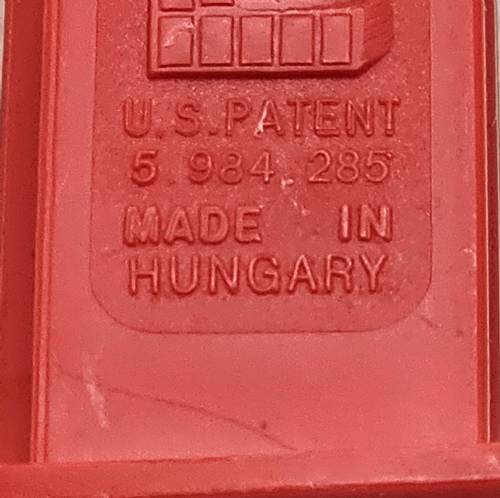 U.S.PATENT
5.984.285
MADE IN
HUNGARY